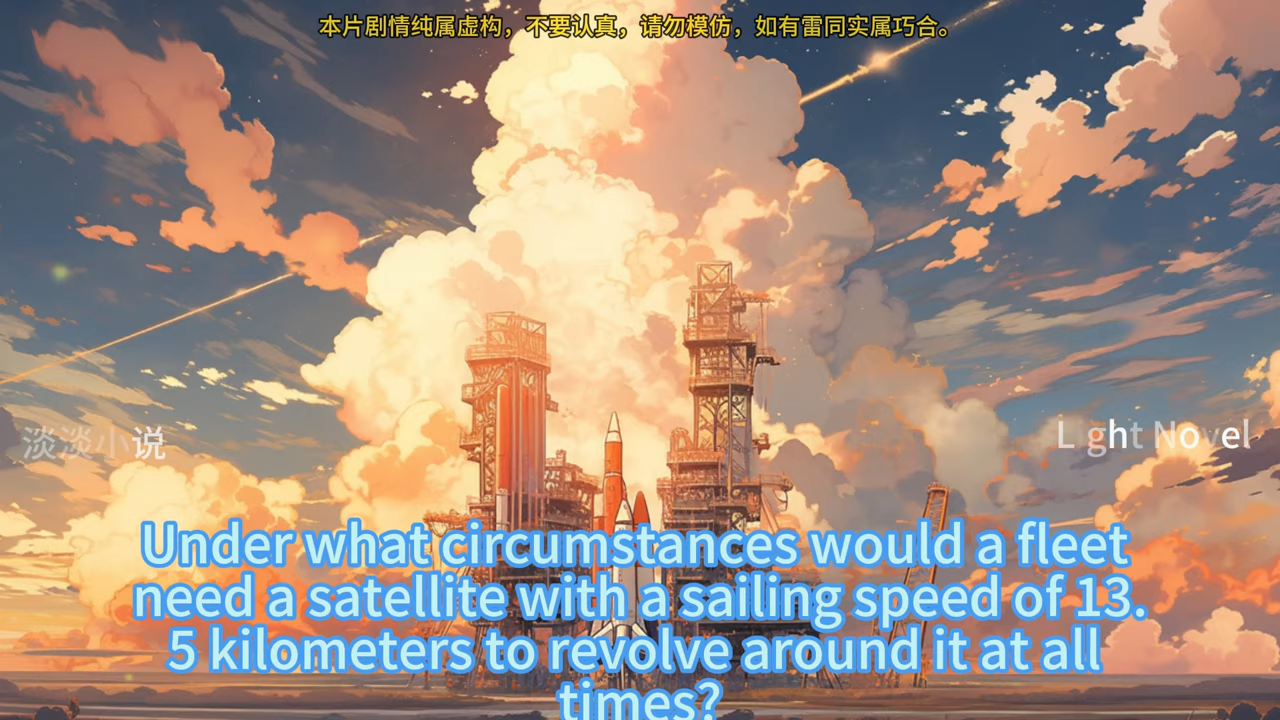 本片剧情纯属虚构，不要认真，请勿模仿，如有雷同实属巧合。
淡淡小说
Light Novel
Under what circumstances would a fleet
need a satellite with a sailing speed of 13.
5 kilometers to revolve around it at all
times?